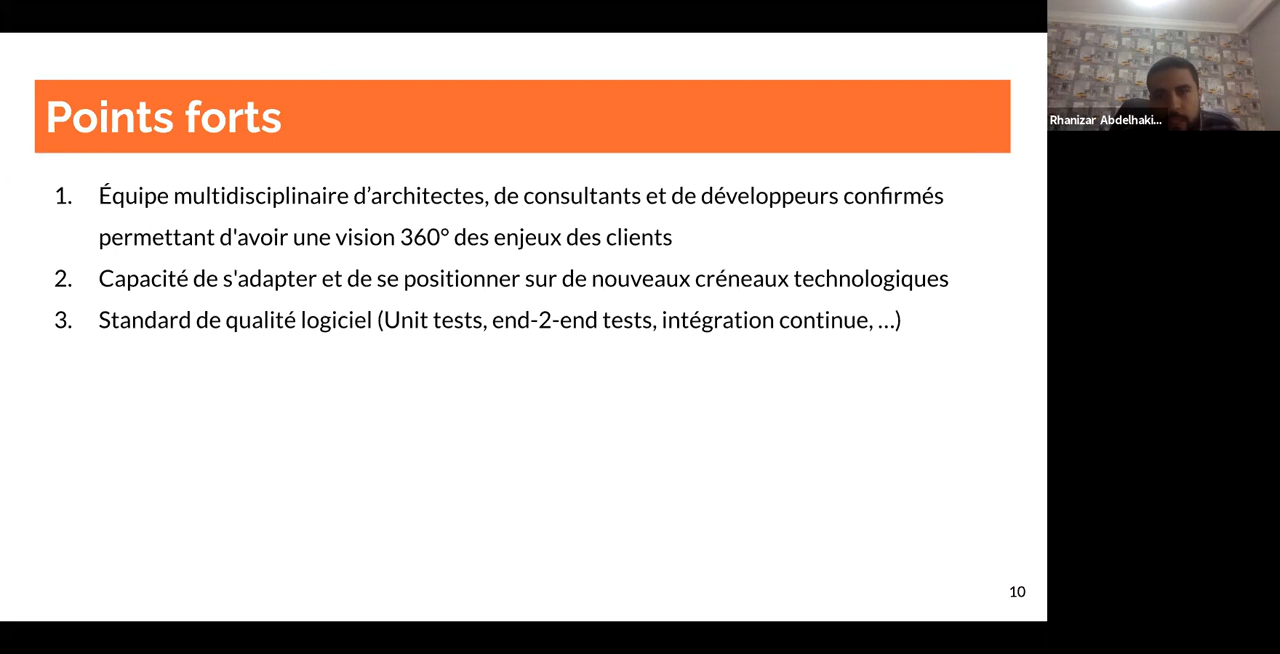 Points forts
1. Équipe multidisciplinaire d’architectes, de consultants et de développeurs confirmés
permettant d'avoir une vision 360° des enjeux des clients
2. Capacité de s'adapter et de se positionner sur de nouveaux créneaux technologiques
3. Standard de qualité logiciel (Unit tests, end-2-end tests, intégration continue, ...)
10
Rhanizar Abdelhaki...